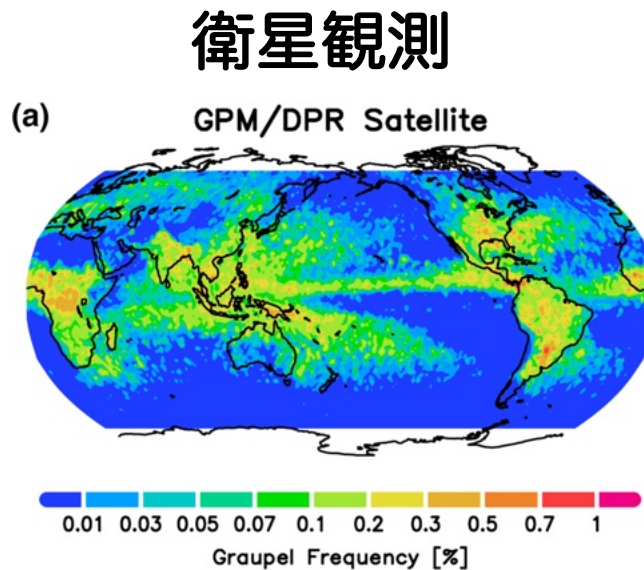 衛星観測
(a) GPM/DPR Satellite
0.01 0.03 0.05 0.07 0.1 0.2 0.3 0.5 0.7 1
Graupel Frequency [%]